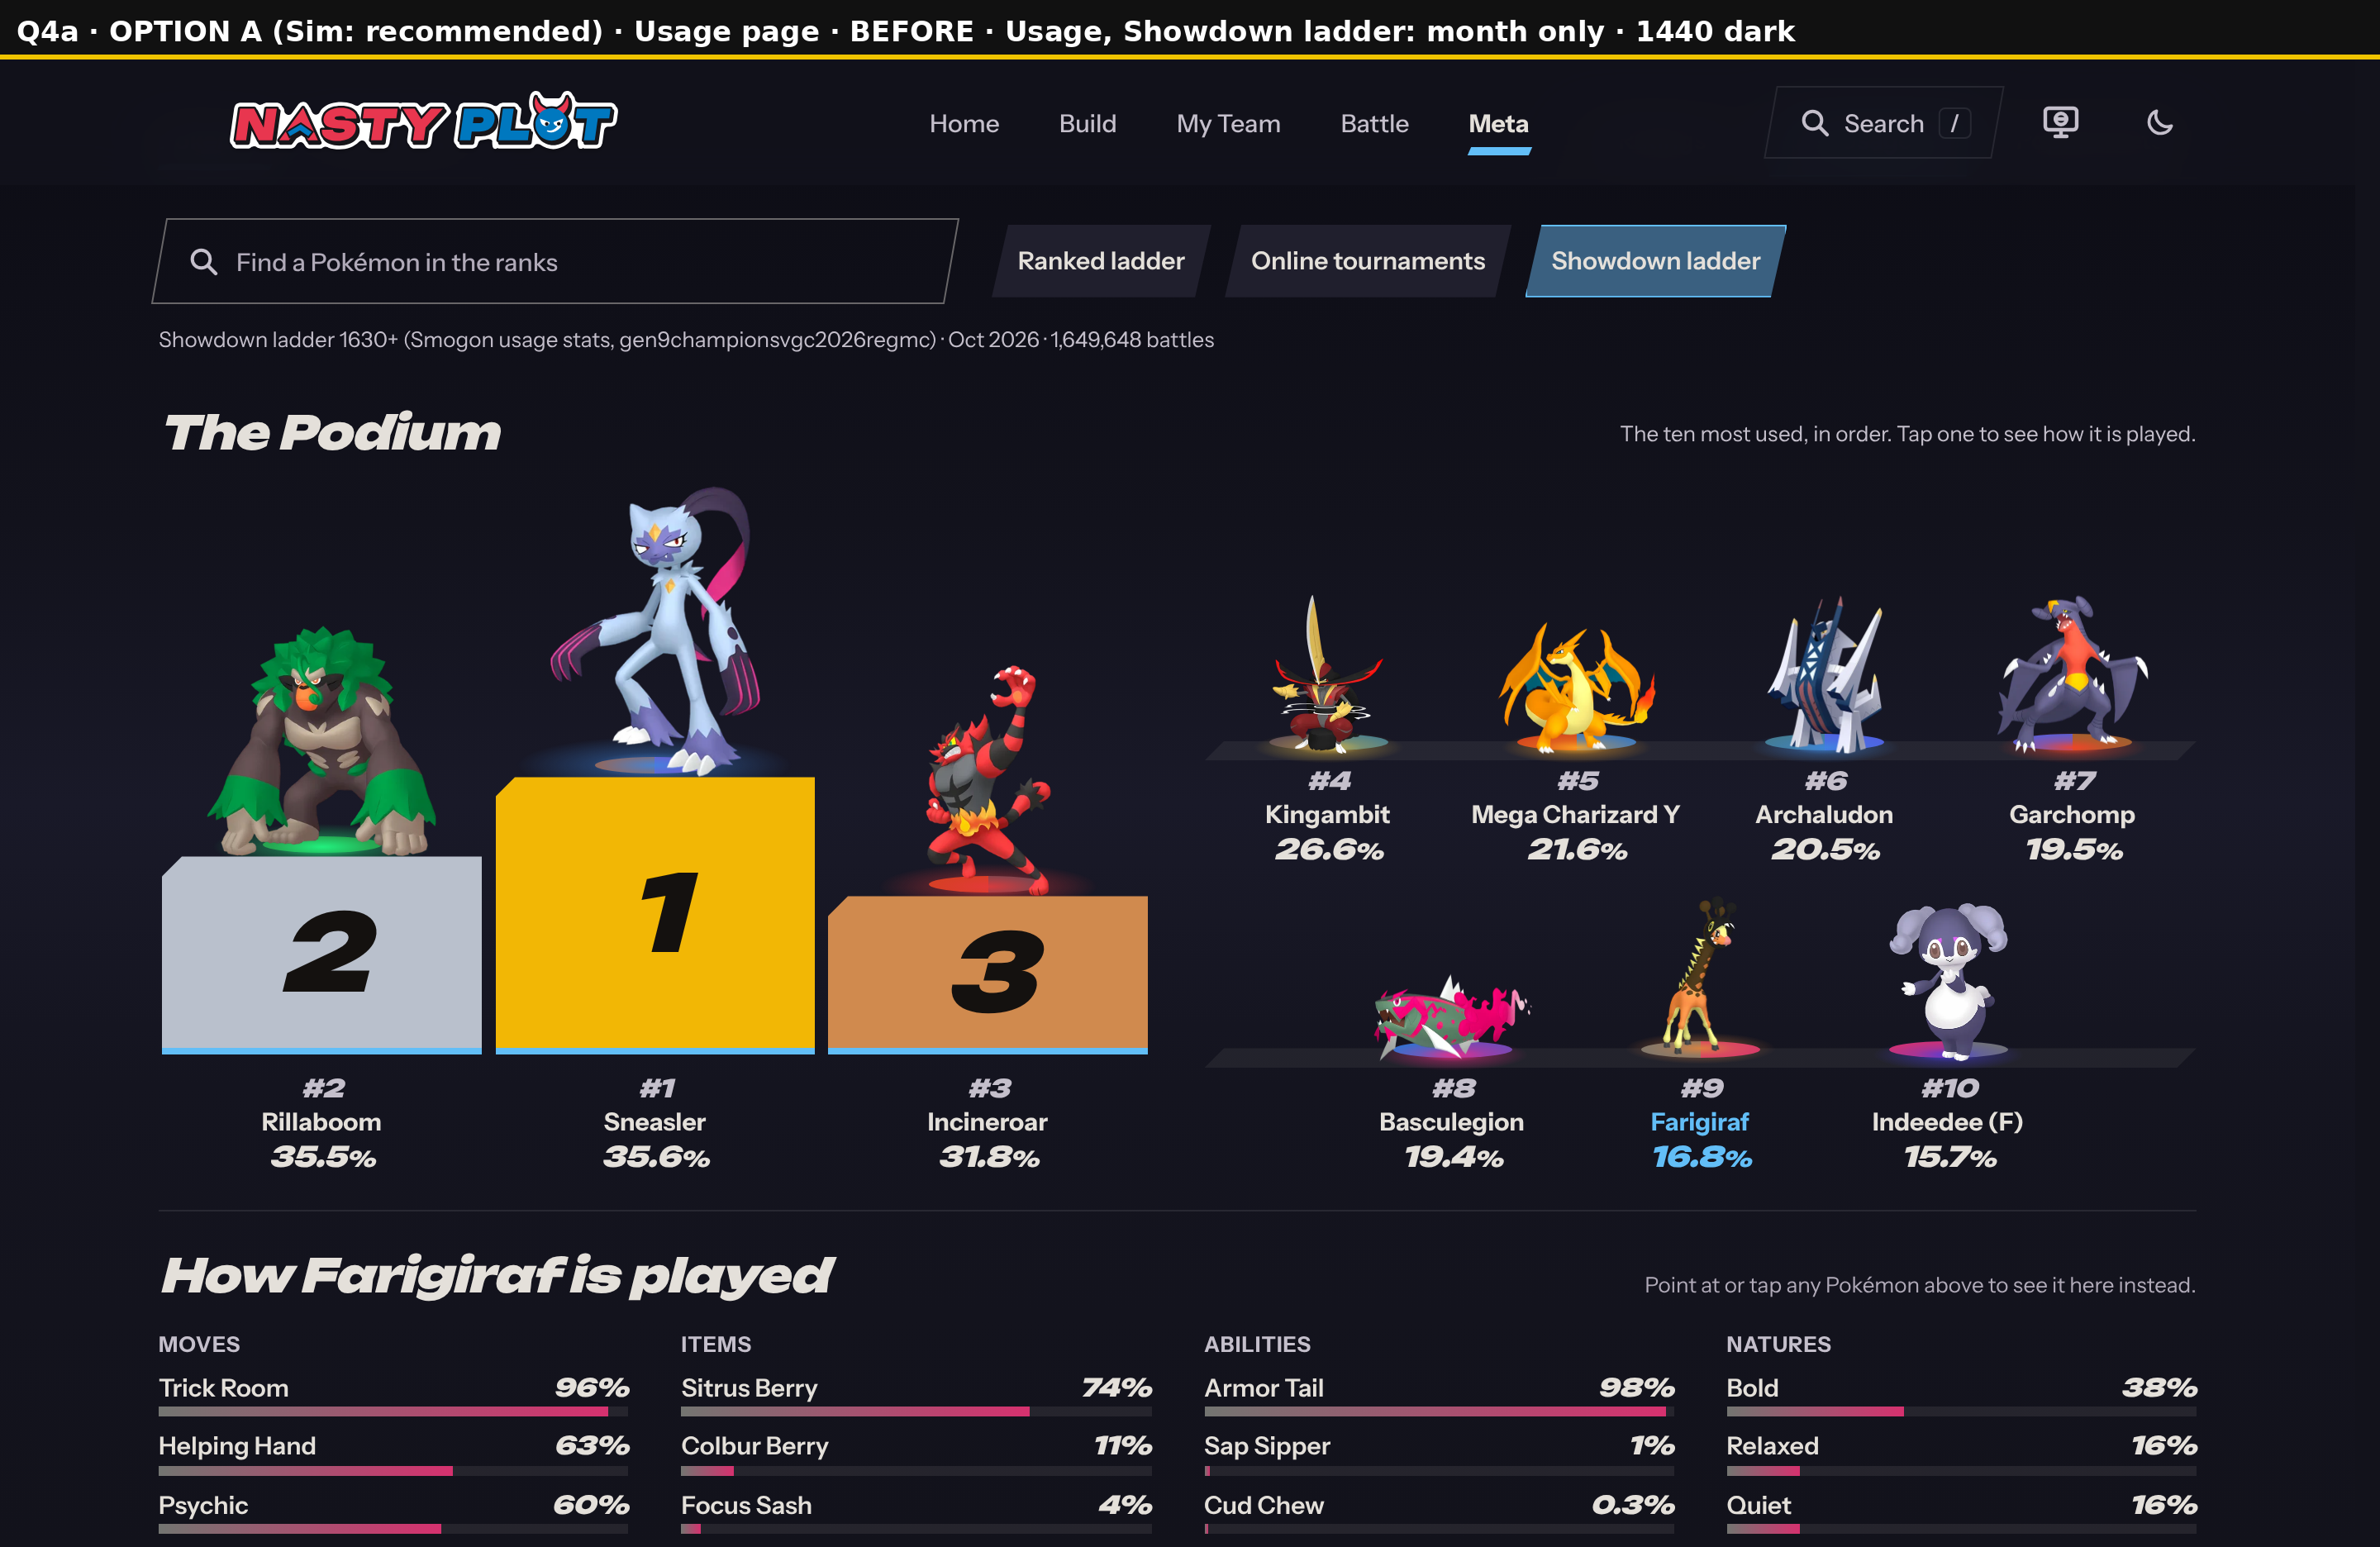 Q4a · OPTION A (Sim: recommended) · Usage page · BEFORE · Usage, Showdown ladder: month only · 1440 dark
NASTY PLOT
Home Build My Team Battle Meta Search /
Find a Pokémon in the ranks
Ranked ladder Online tournaments Showdown ladder
Showdown ladder 1630+ (Smogon usage stats, gen9championsvgc2026regmc) · Oct 2026 · 1,649,648 battles
The Podium
The ten most used, in order. Tap one to see how it is played.
2 1 3
#2 #1 #3
Rillaboom Sneasler Incineroar
35.5% 35.6% 31.8%
#4 #5 #6 #7
Kingambit Mega Charizard Y Archaludon Garchomp
26.6% 21.6% 20.5% 19.5%
#8 #9 #10
Basculegion Farigiraf Indeedee (F)
19.4% 16.8% 15.7%
How Farigiraf is played
Point at or tap any Pokémon above to see it here instead.
MOVES
Trick Room 96%
Helping Hand 63%
Psychic 60%
ITEMS
Sitrus Berry 74%
Colbur Berry 11%
Focus Sash 4%
ABILITIES
Armor Tail 98%
Sap Sipper 1%
Cud Chew 0.3%
NATURES
Bold 38%
Relaxed 16%
Quiet 16%